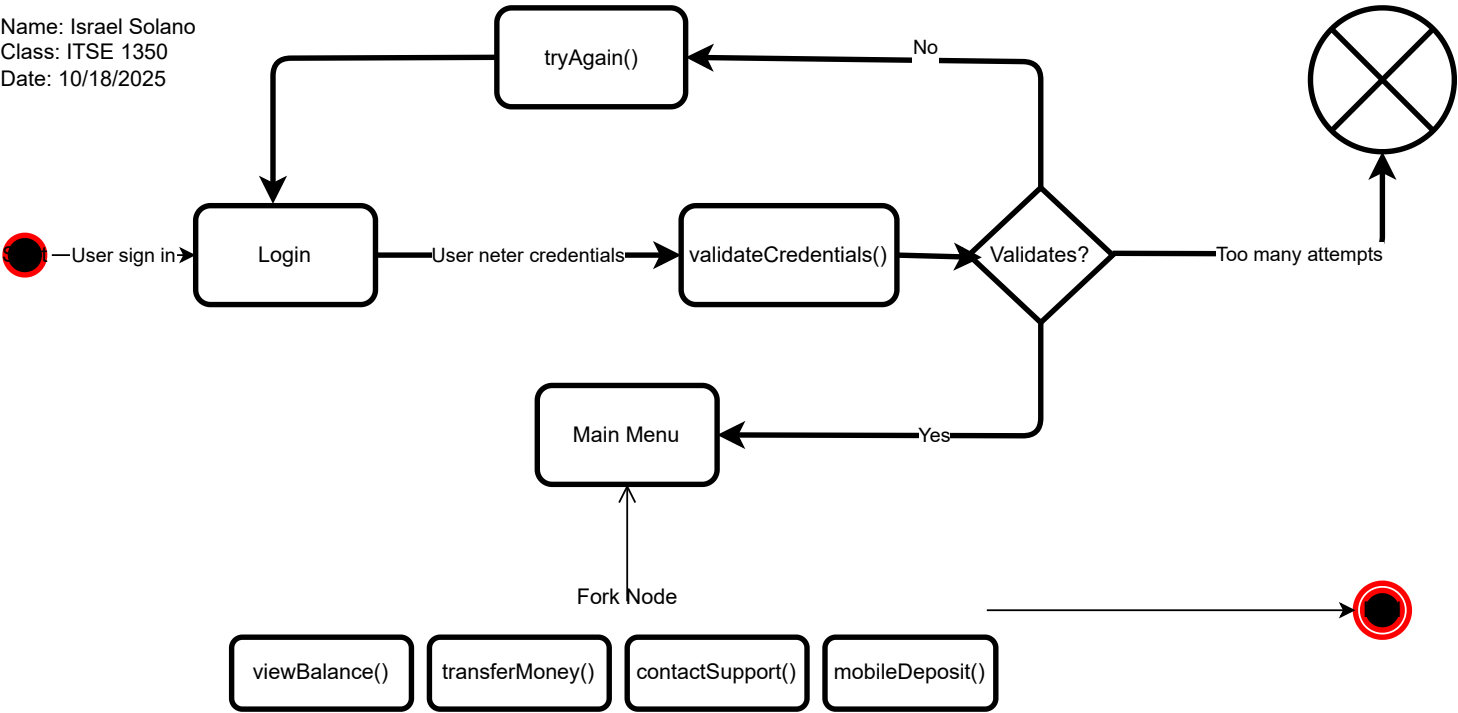 Name: Israel Solano
Class: ITSE 1350
Date: 10/18/2025
tryAgain()
No
User sign in
Login
User neter credentials
validateCredentials()
Validates?
Too many attempts
Main Menu
Yes
Fork Node
viewBalance()
transferMoney()
contactSupport()
mobileDeposit()